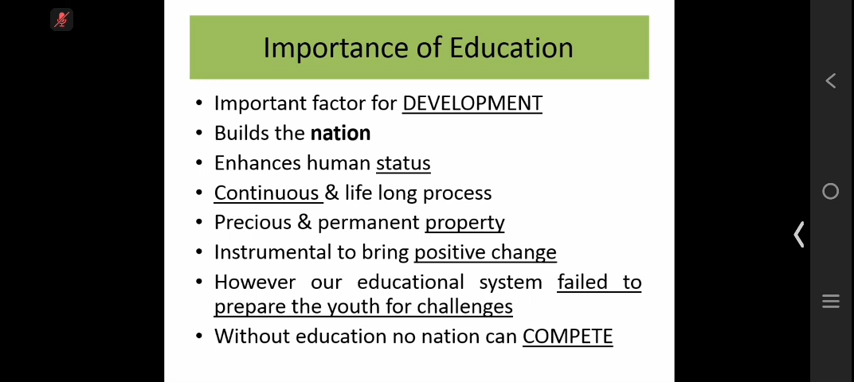 Importance of Education
• Important factor for DEVELOPMENT
• Builds the nation
• Enhances human status
• Continuous & life long process
• Precious & permanent property
• Instrumental to bring positive change
• However our educational system failed to
prepare the youth for challenges
• Without education no nation can COMPETE